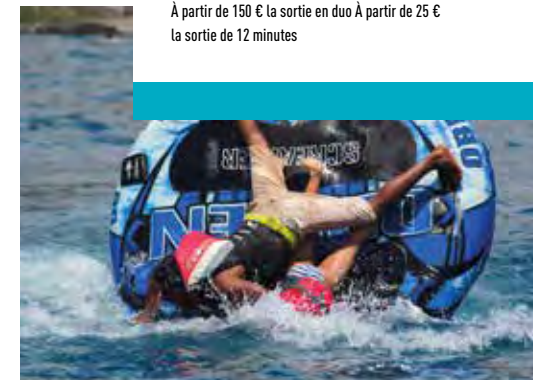 À partir de 150 € la sortie en duo À partir de 25 €
la sortie de 12 minutes